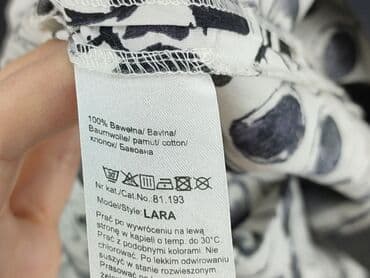 100% Bawełna/ Bavlna/
Baumwolle/ pamut/ cotton/
хлопок/ Бавовна
Nr kat./Cat.No.: 81.193
Model/Style: LARA
Prać po wywróceniu na lewą
stronę w kąpieli o temp. do 30°C
Prać z podobnymi kolorami. Nie
chlorować. Po lekkim odwirowaniu
suszyć w stanie rozwieszonym.
Prasować na